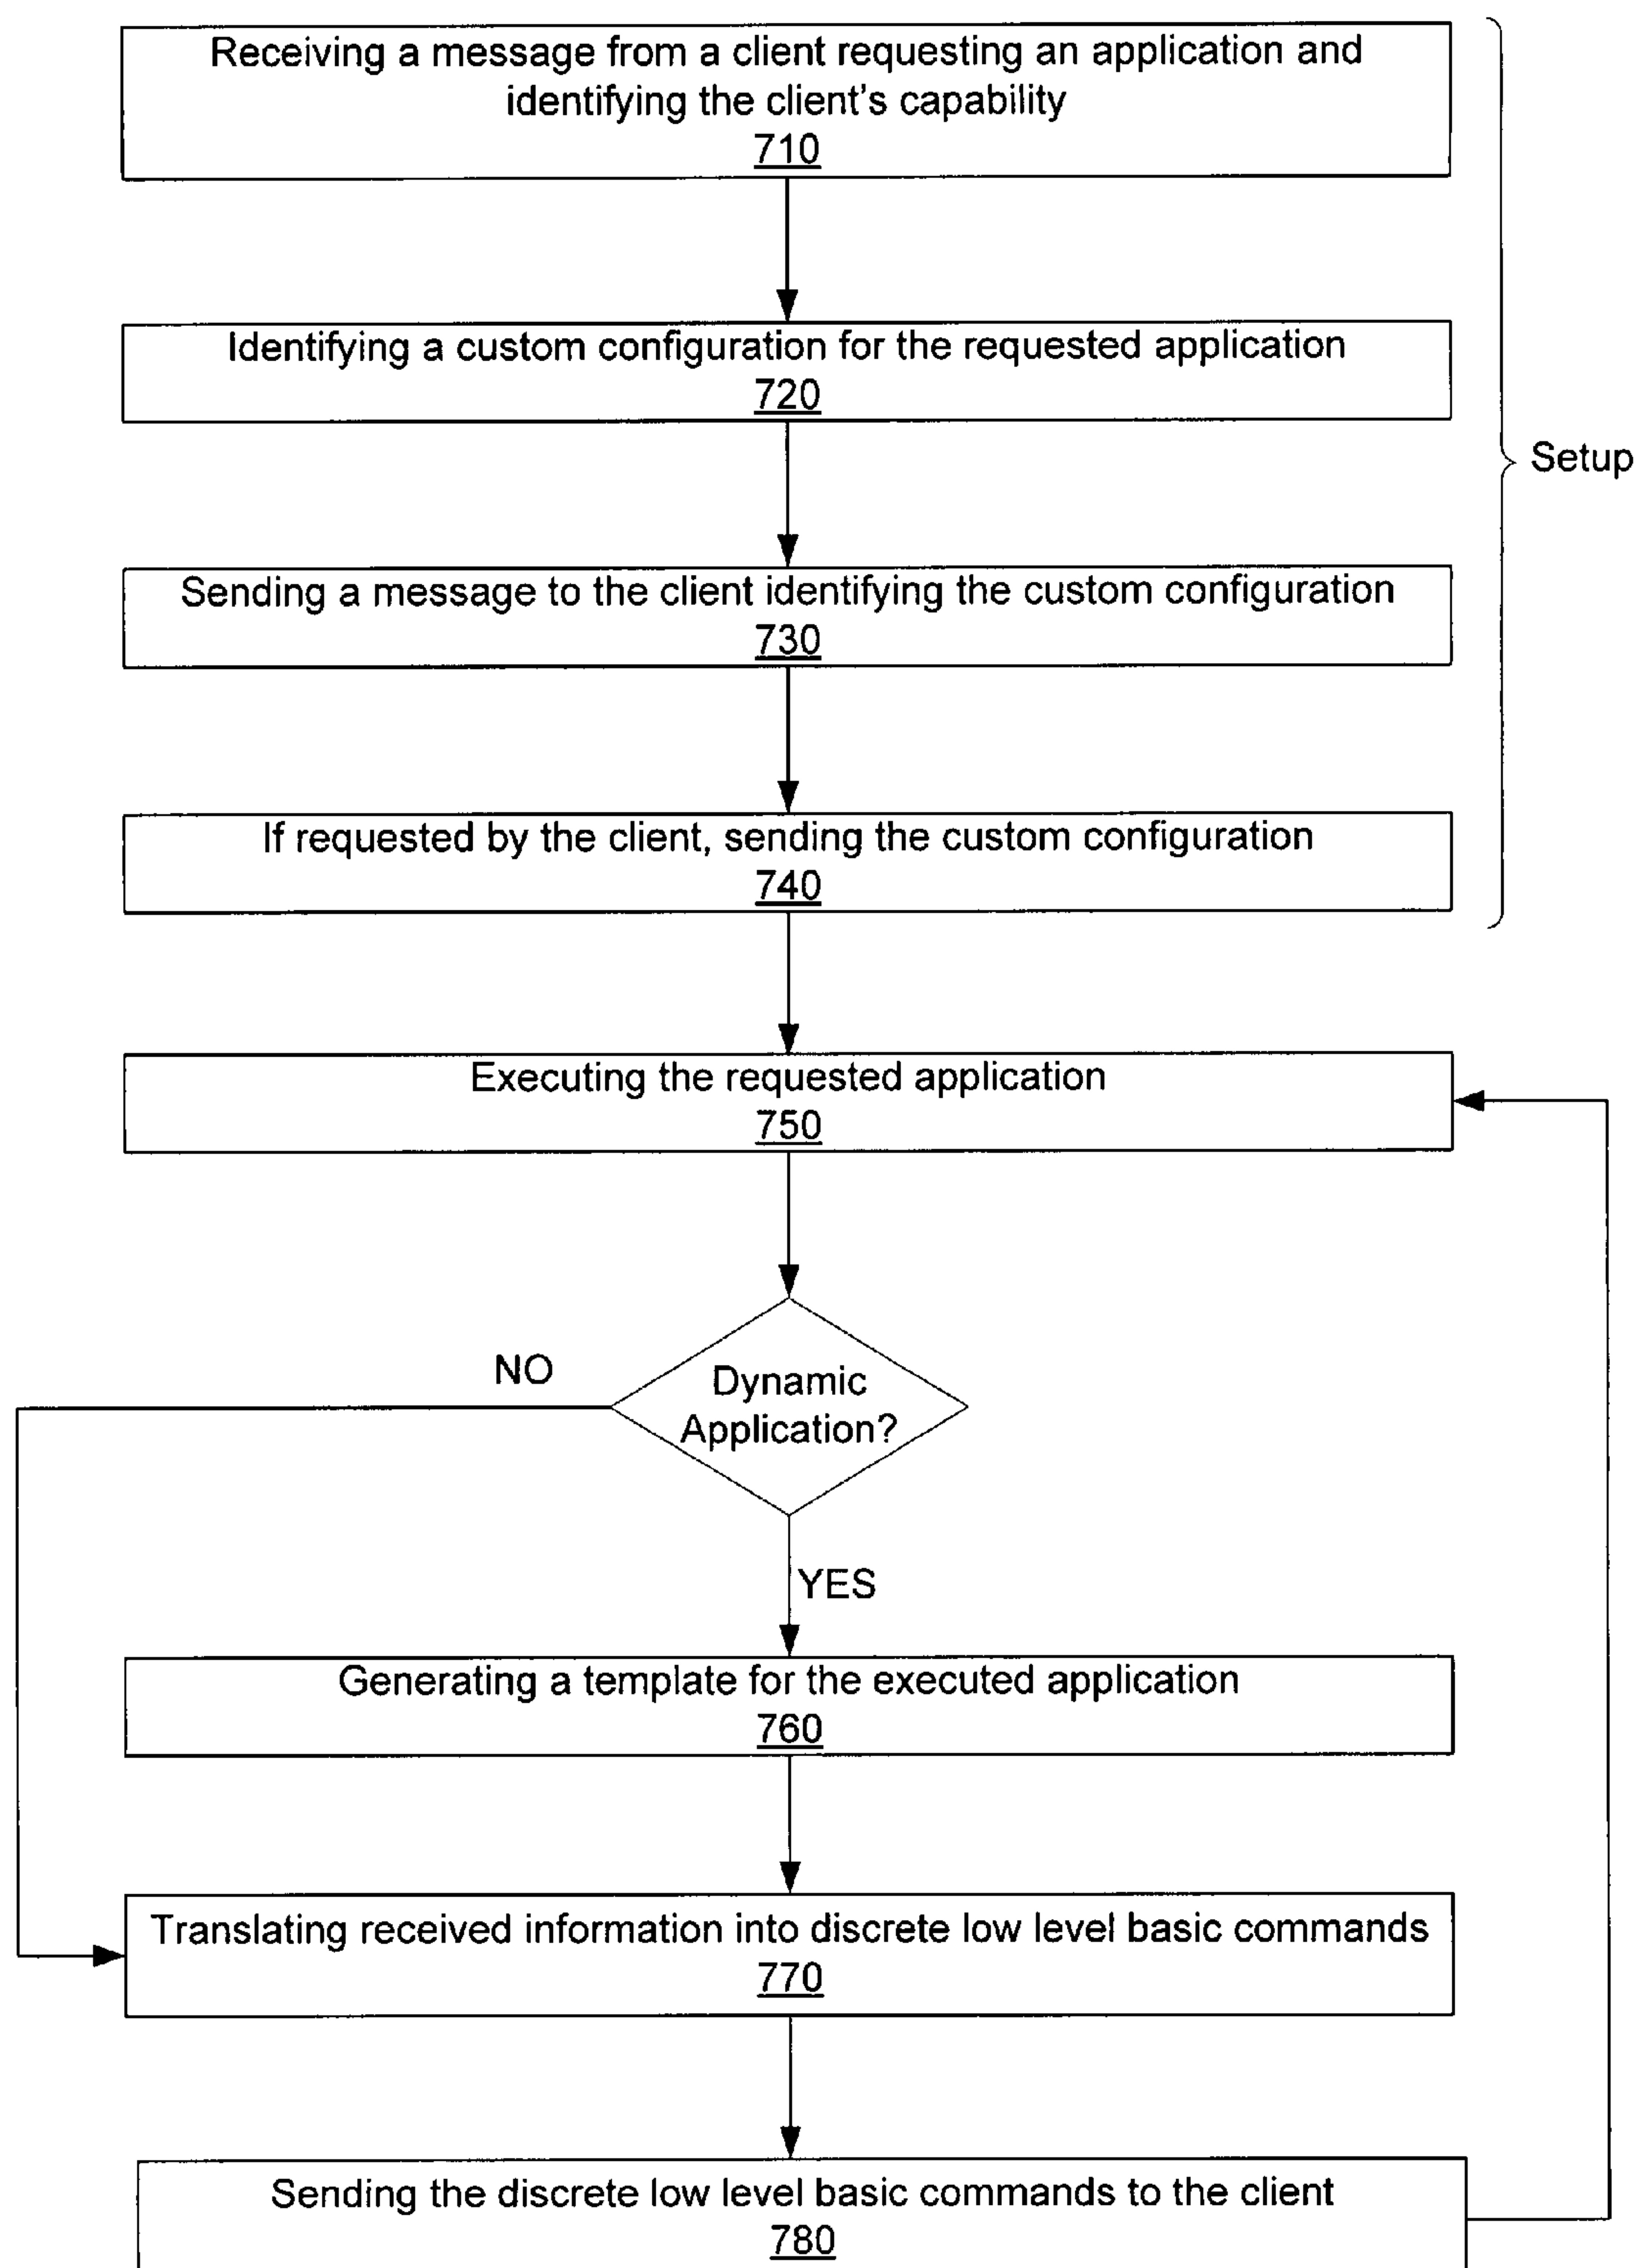 Receiving a message from a client requesting an application and
identifying the client's capability
710
Identifying a custom configuration for the requested application
720
Setup
Sending a message to the client identifying the custom configuration
730
If requested by the client, sending the custom configuration
740
Executing the requested application
750
NO
Dynamic
Application?
YES
Generating a template for the executed application
760
Translating received information into discrete low level basic commands
770
Sending the discrete low level basic commands to the client
780